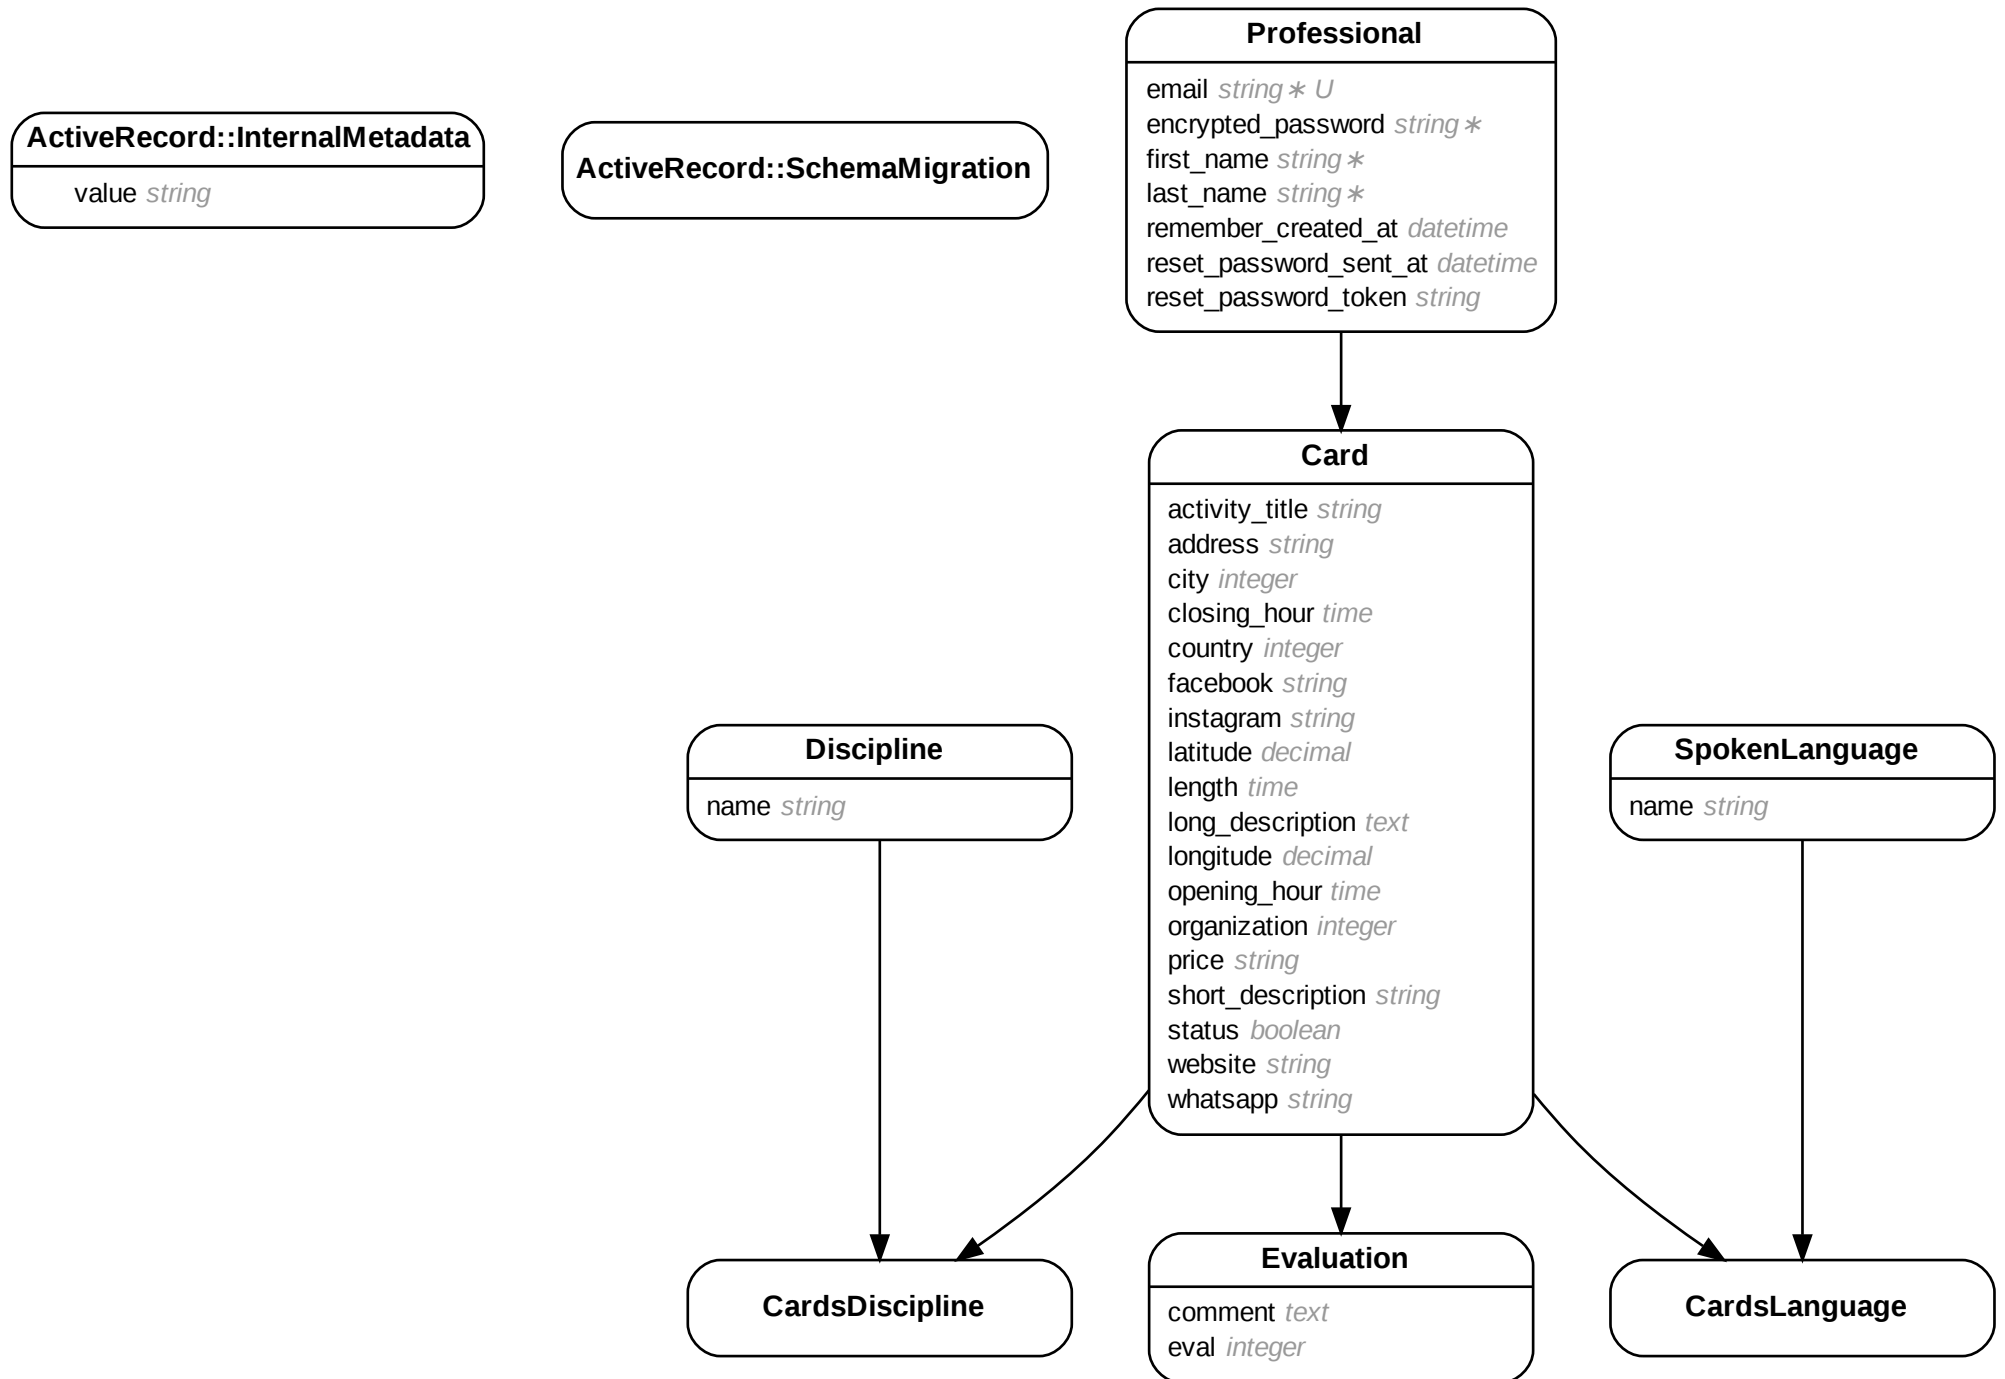 Professional
email string∗ U
encrypted_password string∗
first_name string∗
last_name string∗
remember_created_at datetime
reset_password_sent_at datetime
reset_password_token string
ActiveRecord::InternalMetadata
value string
ActiveRecord::SchemaMigration
Card
activity_title string
address string
city integer
closing_hour time
country integer
facebook string
instagram string
latitude decimal
length time
long_description text
longitude decimal
opening_hour time
organization integer
price string
short_description string
status boolean
website string
whatsapp string
Discipline
name string
SpokenLanguage
name string
CardsDiscipline
Evaluation
comment text
eval integer
CardsLanguage